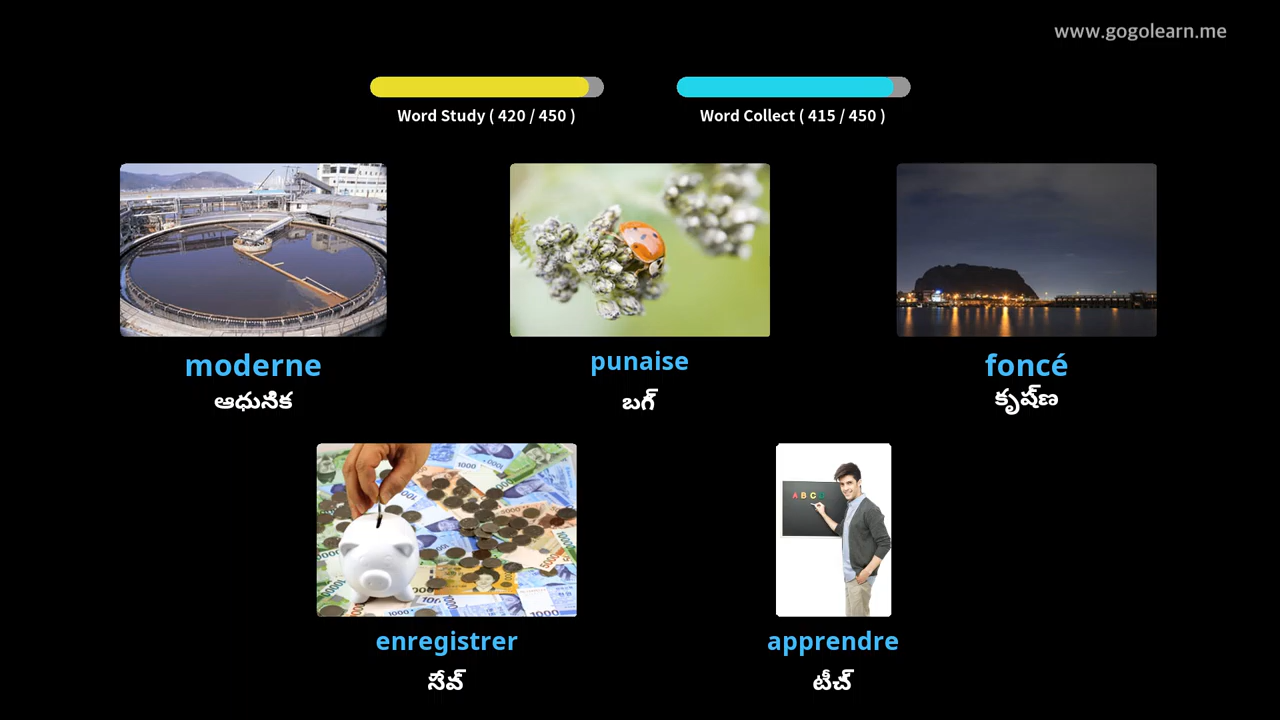 www.gogolearn.me
Word Study ( 420 / 450 )
Word Collect ( 415 / 450 )
moderne
ఆధునిక
punaise
బగ్
foncé
కృష్ణ
enregistrer
సేవ్
apprendre
టీచ్
A B C D